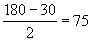 (180 − 30) / 2 = 75